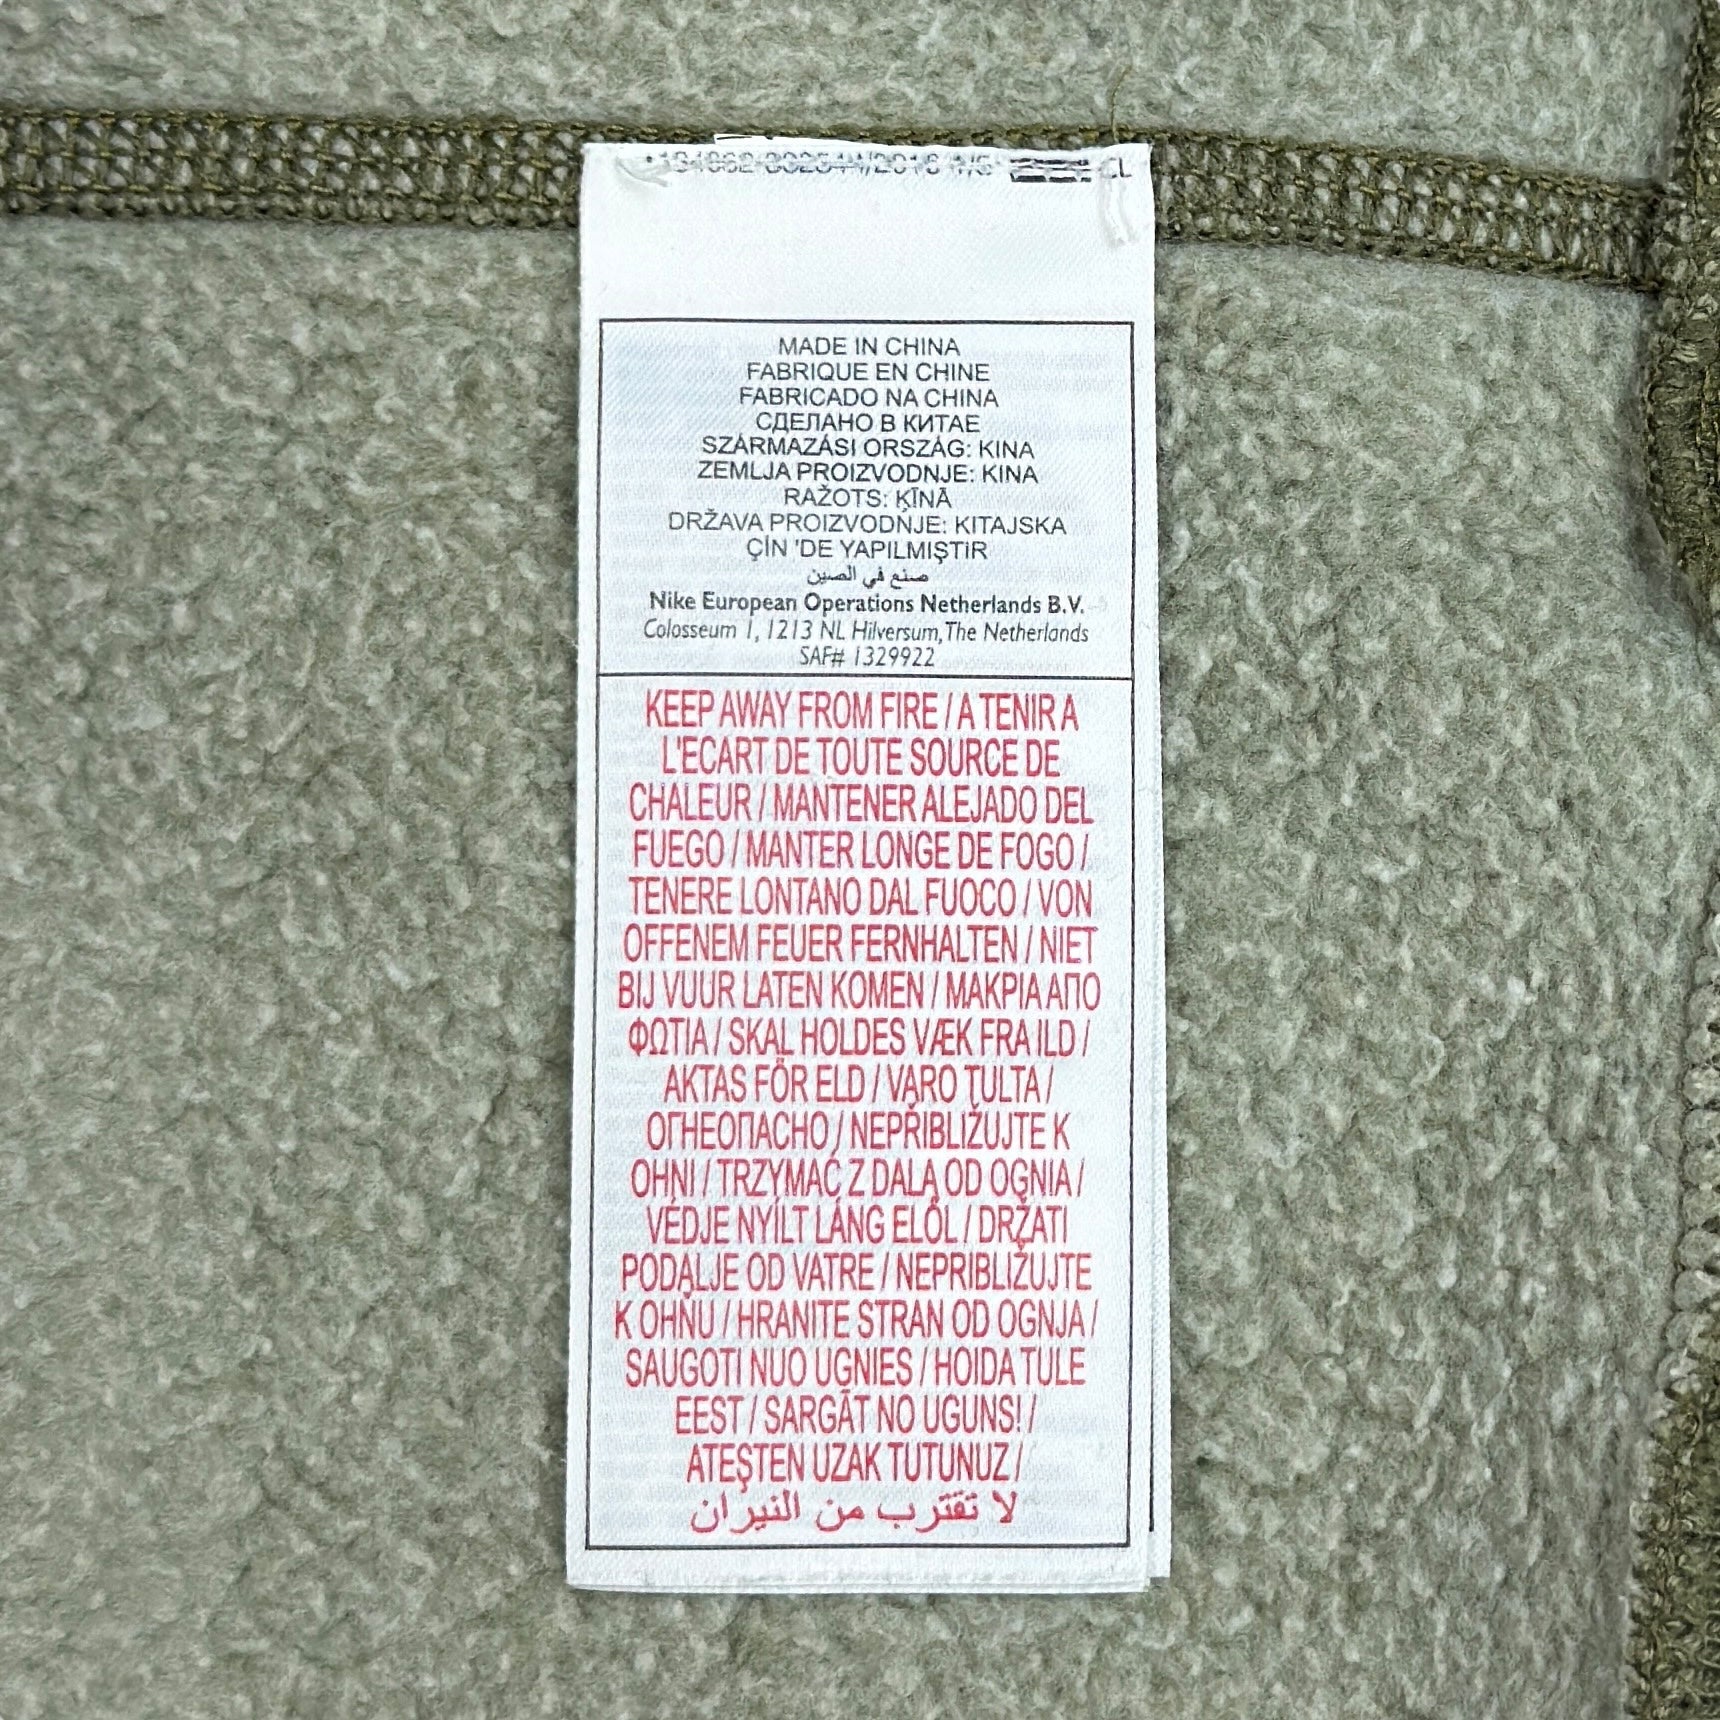 MADE IN CHINA
FABRIQUE EN CHINE
FABRICADO NA CHINA
СДЕЛАНО В КИТАЕ
SZÁRMAZÁSI ORSZÁG: KINA
ZEMLJA PROIZVODNJE: KINA
RAŽOTS: ĶĪNĀ
DRŽAVA PROIZVODNJE: KITAJSKA
ÇİN 'DE YAPILMIŞTIR
صنع في الصين
Nike European Operations Netherlands B.V.
Colosseum 1, 1213 NL Hilversum, The Netherlands
SAF# 1329922
KEEP AWAY FROM FIRE / A TENIR A
L'ECART DE TOUTE SOURCE DE
CHALEUR / MANTENER ALEJADO DEL
FUEGO / MANTER LONGE DE FOGO /
TENERE LONTANO DAL FUOCO / VON
OFFENEM FEUER FERNHALTEN / NIET
BIJ VUUR LATEN KOMEN / ΜΑΚΡΙΑ ΑΠΟ
ΦΩΤΙΑ / SKAL HOLDES VÆK FRA ILD /
AKTAS FÖR ELD / VARO TULTA /
ОГНЕОПАСНО / NEPŘIBLIŽUJTE K
OHNI / TRZYMAĆ Z DALA OD OGNIA /
VÉDJE NYÍLT LÁNG ELŐL / DRŽATI
PODALJE OD VATRE / NEPRIBLIŽUJTE
K OHŇU / HRANITE STRAN OD OGNJA /
SAUGOTI NUO UGNIES / HOIDA TULE
EEST / SARGĀT NO UGUNS! /
ATEŞTEN UZAK TUTUNUZ /
لا تقترب من النيران